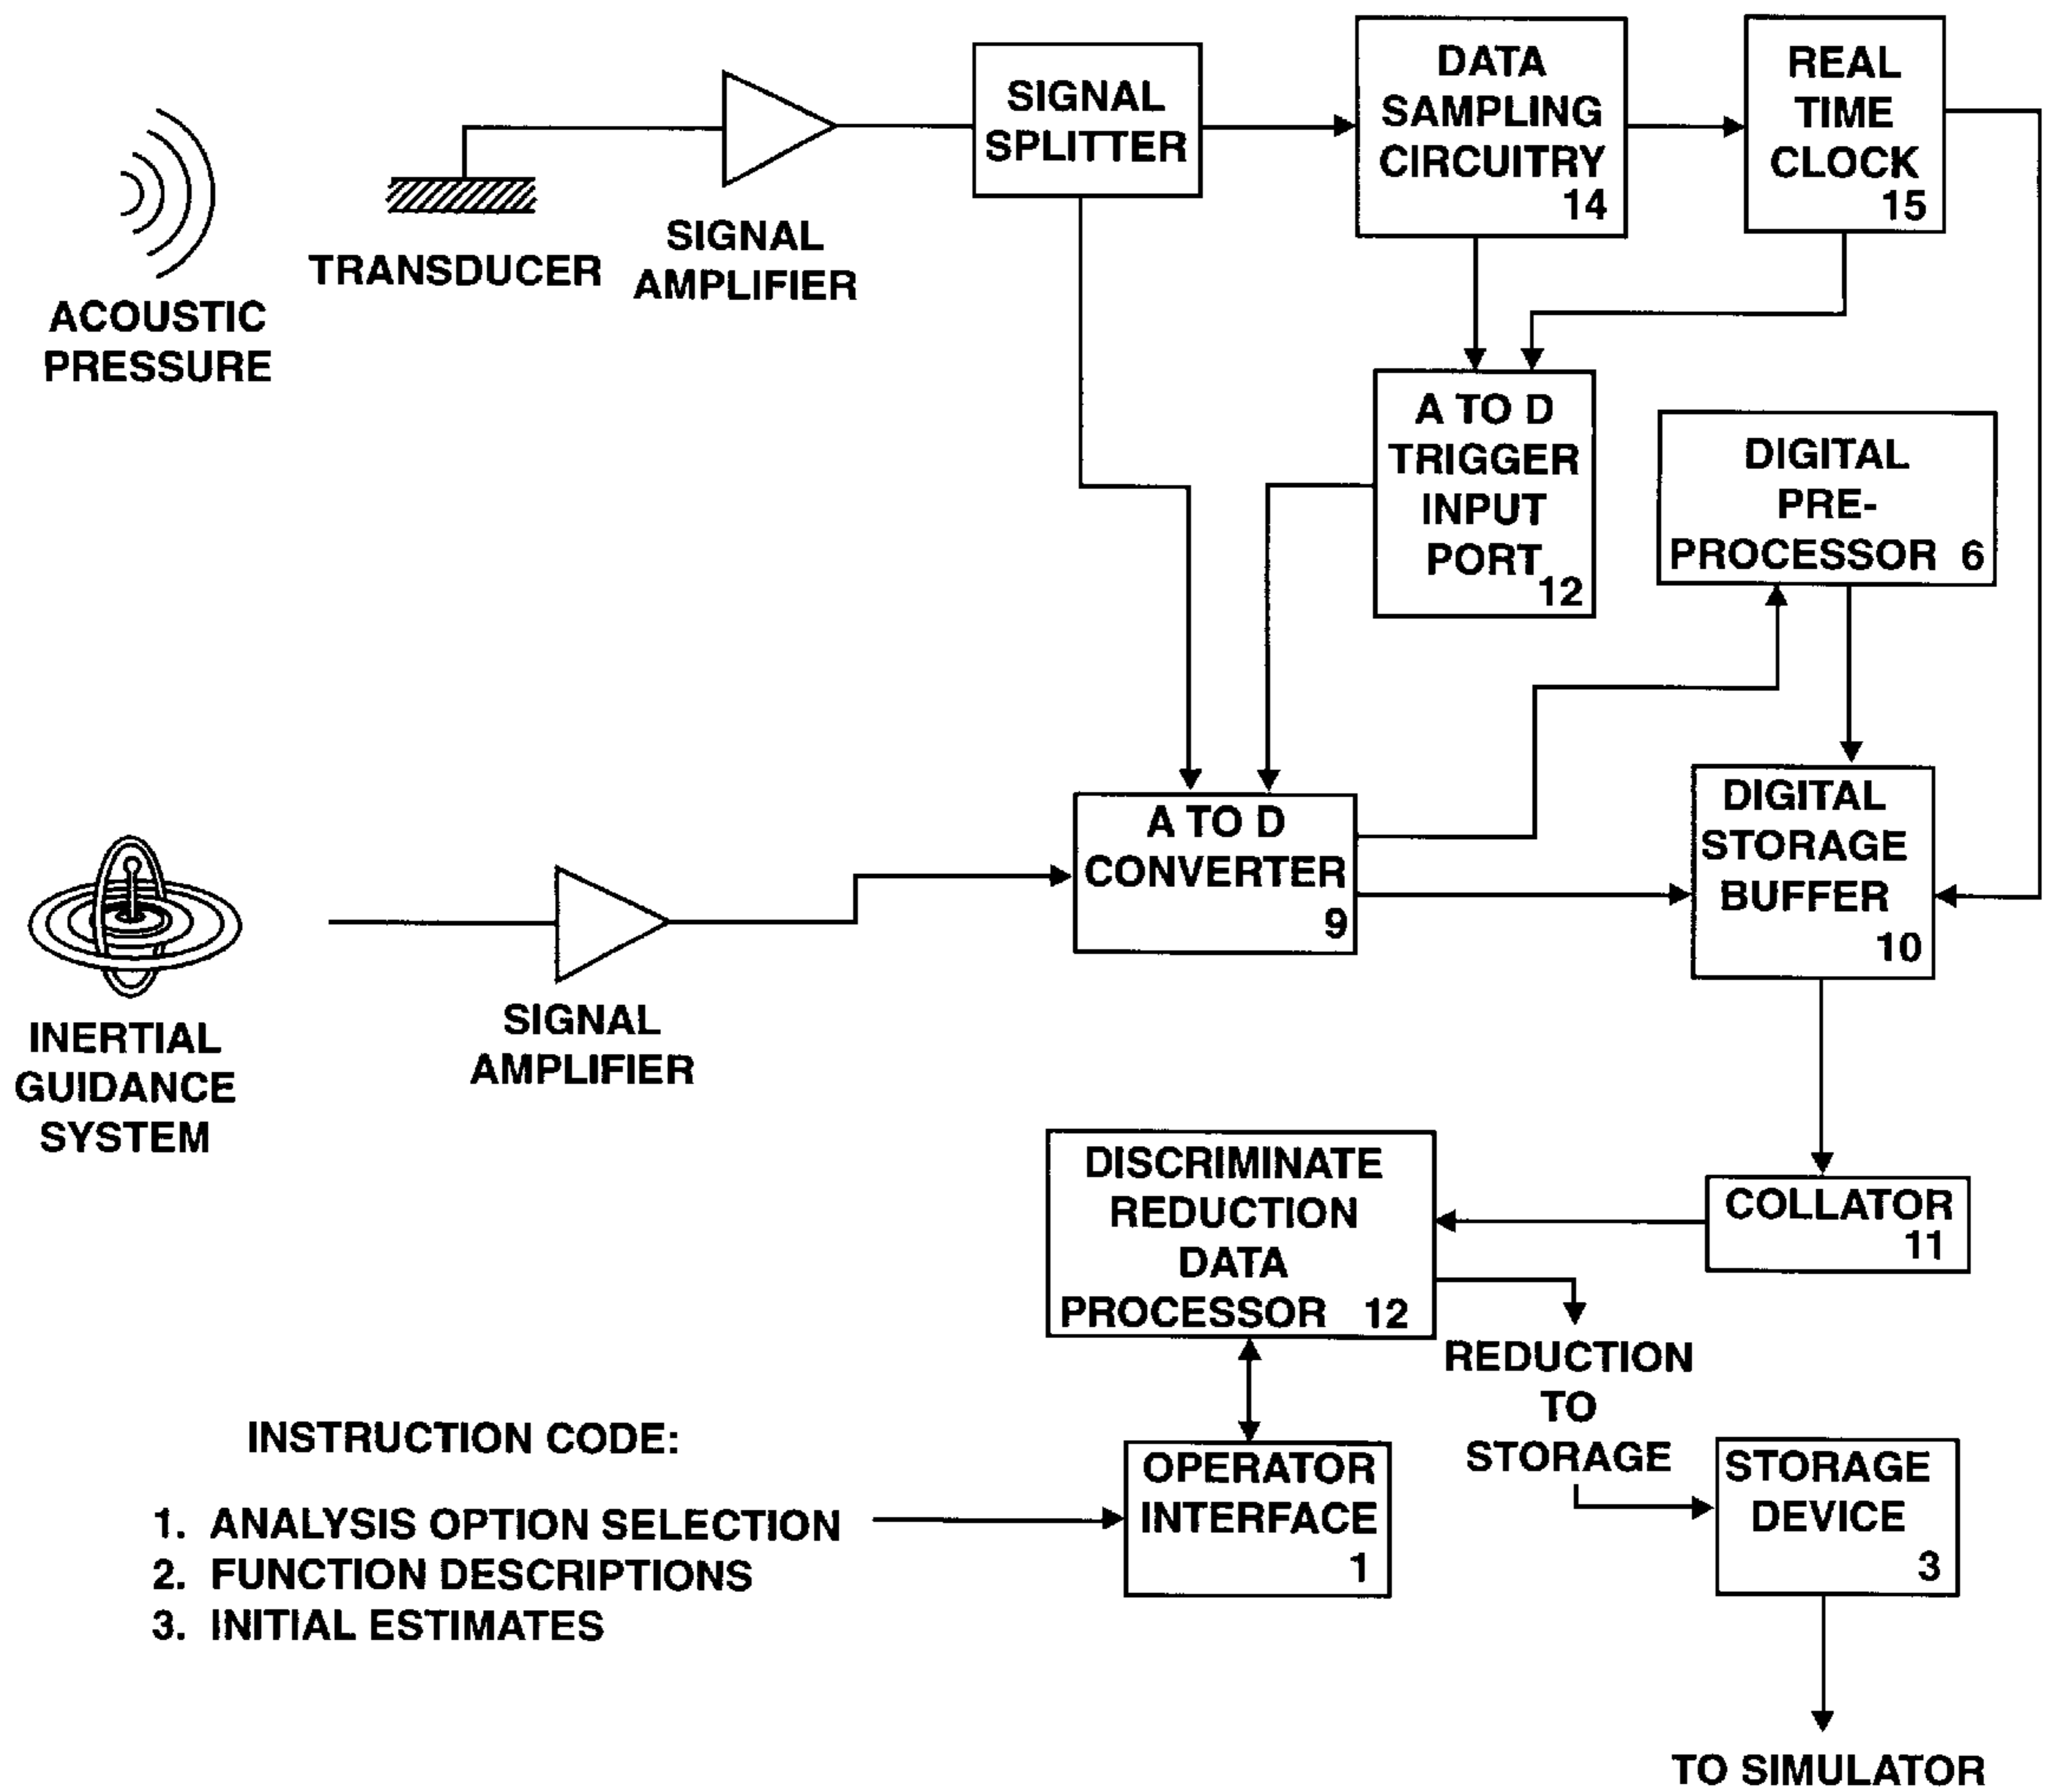 SIGNAL
SPLITTER
DATA
SAMPLING
CIRCUITRY
14
REAL
TIME
CLOCK
15
SIGNAL
AMPLIFIER
TRANSDUCER
ACOUSTIC
PRESSURE
A TO D
TRIGGER
INPUT
PORT
12
DIGITAL
PRE-
PROCESSOR 6
A TO D
CONVERTER
9
DIGITAL
STORAGE
BUFFER
10
INERTIAL
GUIDANCE
SYSTEM
SIGNAL
AMPLIFIER
DISCRIMINATE
REDUCTION
DATA
PROCESSOR 12
COLLATOR
11
REDUCTION
TO
STORAGE
INSTRUCTION CODE:
1. ANALYSIS OPTION SELECTION
2. FUNCTION DESCRIPTIONS
3. INITIAL ESTIMATES
OPERATOR
INTERFACE
1
STORAGE
DEVICE
3
TO SIMULATOR